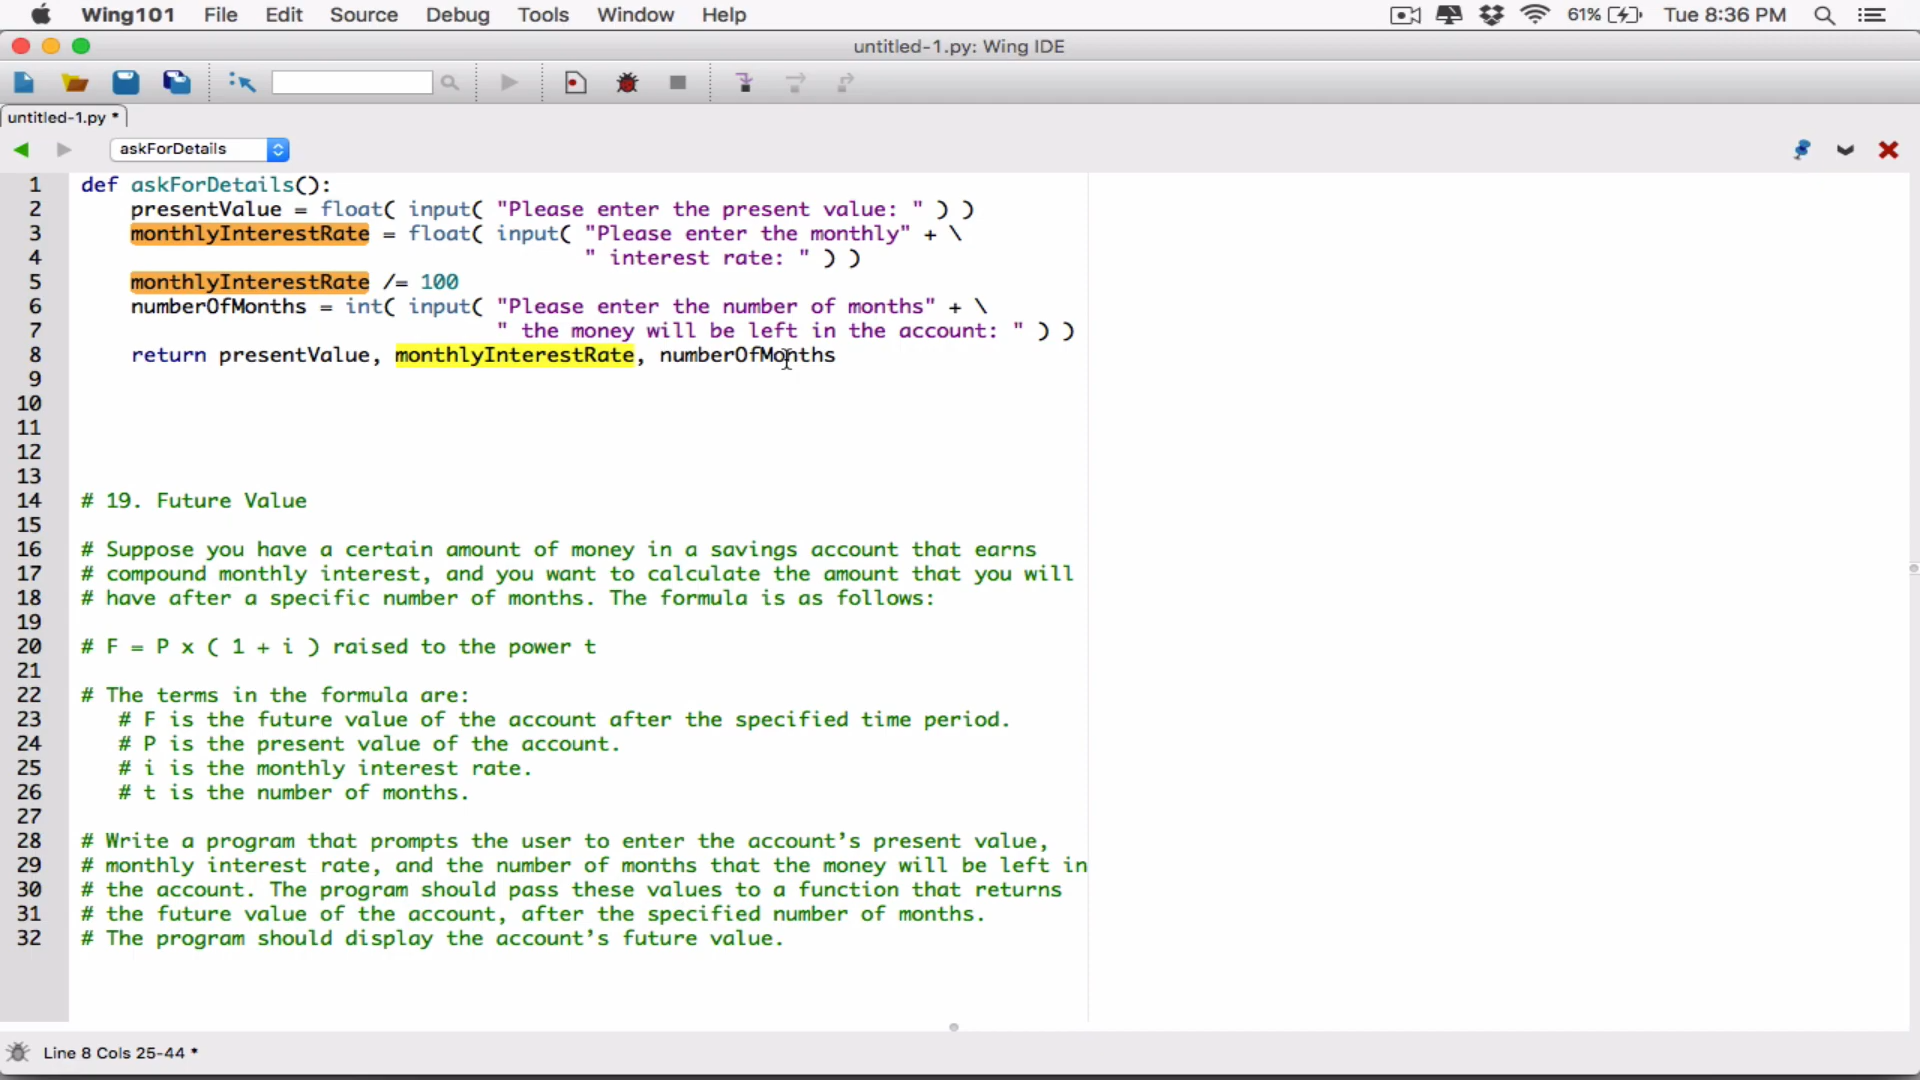 Wing101 File Edit Source Debug Tools Window Help 61% Tue 8:36 PM
untitled-1.py: Wing IDE
untitled-1.py *
askForDetails
1 def askForDetails():
2     presentValue = float( input( "Please enter the present value: " ) )
3     monthlyInterestRate = float( input( "Please enter the monthly" + \
4                                         " interest rate: " ) )
5     monthlyInterestRate /= 100
6     numberOfMonths = int( input( "Please enter the number of months" + \
7                                  " the money will be left in the account: " ) )
8     return presentValue, monthlyInterestRate, numberOfMonths
9
10
11
12
13
14 # 19. Future Value
15
16 # Suppose you have a certain amount of money in a savings account that earns
17 # compound monthly interest, and you want to calculate the amount that you will
18 # have after a specific number of months. The formula is as follows:
19
20 # F = P x ( 1 + i ) raised to the power t
21
22 # The terms in the formula are:
23    # F is the future value of the account after the specified time period.
24    # P is the present value of the account.
25    # i is the monthly interest rate.
26    # t is the number of months.
27
28 # Write a program that prompts the user to enter the account’s present value,
29 # monthly interest rate, and the number of months that the money will be left in
30 # the account. The program should pass these values to a function that returns
31 # the future value of the account, after the specified number of months.
32 # The program should display the account’s future value.
Line 8 Cols 25-44 *